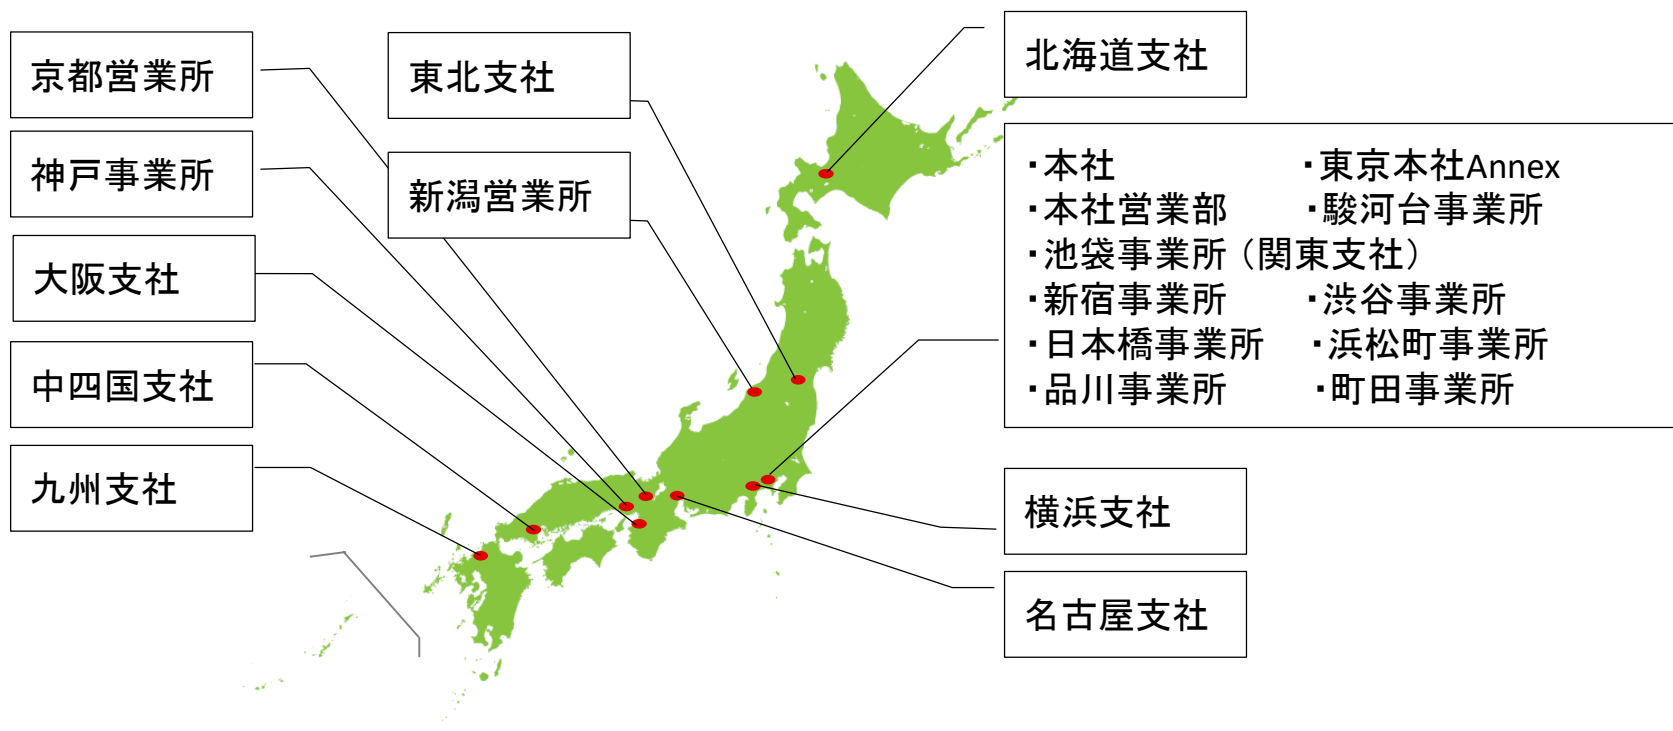 京都営業所
神戸事業所
大阪支社
中四国支社
九州支社
東北支社
新潟営業所
北海道支社
・本社 ・東京本社Annex
・本社営業部 ・駿河台事業所
・池袋事業所（関東支社）
・新宿事業所 ・渋谷事業所
・日本橋事業所 ・浜松町事業所
・品川事業所 ・町田事業所
横浜支社
名古屋支社